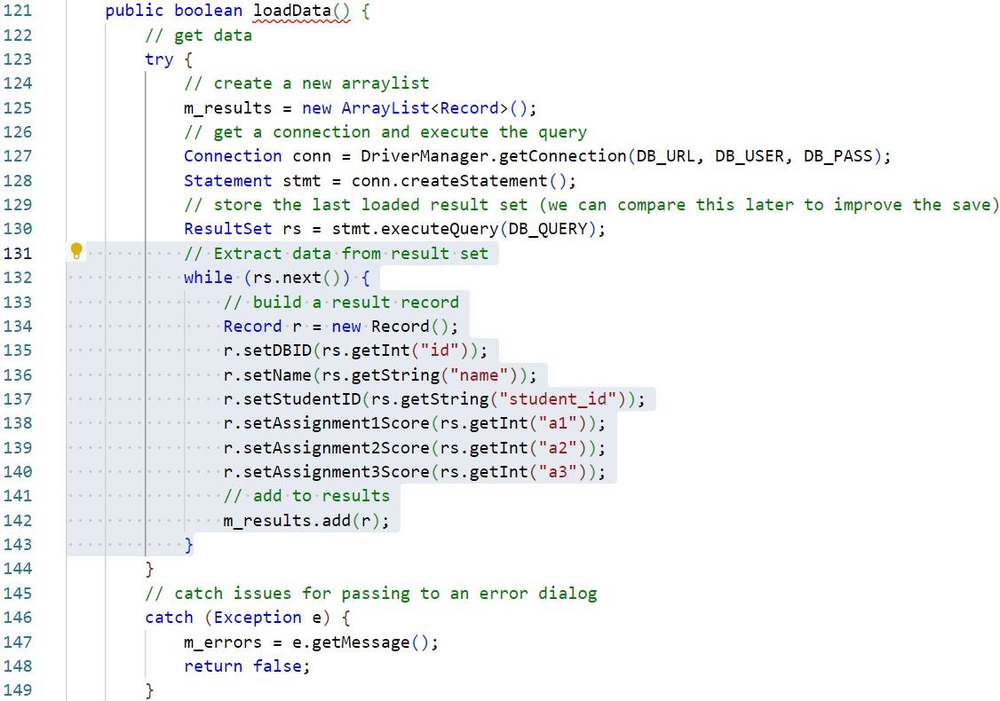 121 public boolean loadData() {
122 // get data
123 try {
124 // create a new arraylist
125 m_results = new ArrayList<Record>();
126 // get a connection and execute the query
127 Connection conn = DriverManager.getConnection(DB_URL, DB_USER, DB_PASS);
128 Statement stmt = conn.createStatement();
129 // store the last loaded result set (we can compare this later to improve the save)
130 ResultSet rs = stmt.executeQuery(DB_QUERY);
131 // Extract data from result set
132 while (rs.next()) {
133 // build a result record
134 Record r = new Record();
135 r.setDBID(rs.getInt("id"));
136 r.setName(rs.getString("name"));
137 r.setStudentID(rs.getString("student_id"));
138 r.setAssignment1Score(rs.getInt("a1"));
139 r.setAssignment2Score(rs.getInt("a2"));
140 r.setAssignment3Score(rs.getInt("a3"));
141 // add to results
142 m_results.add(r);
143 }
144 }
145 // catch issues for passing to an error dialog
146 catch (Exception e) {
147 m_errors = e.getMessage();
148 return false;
149 }